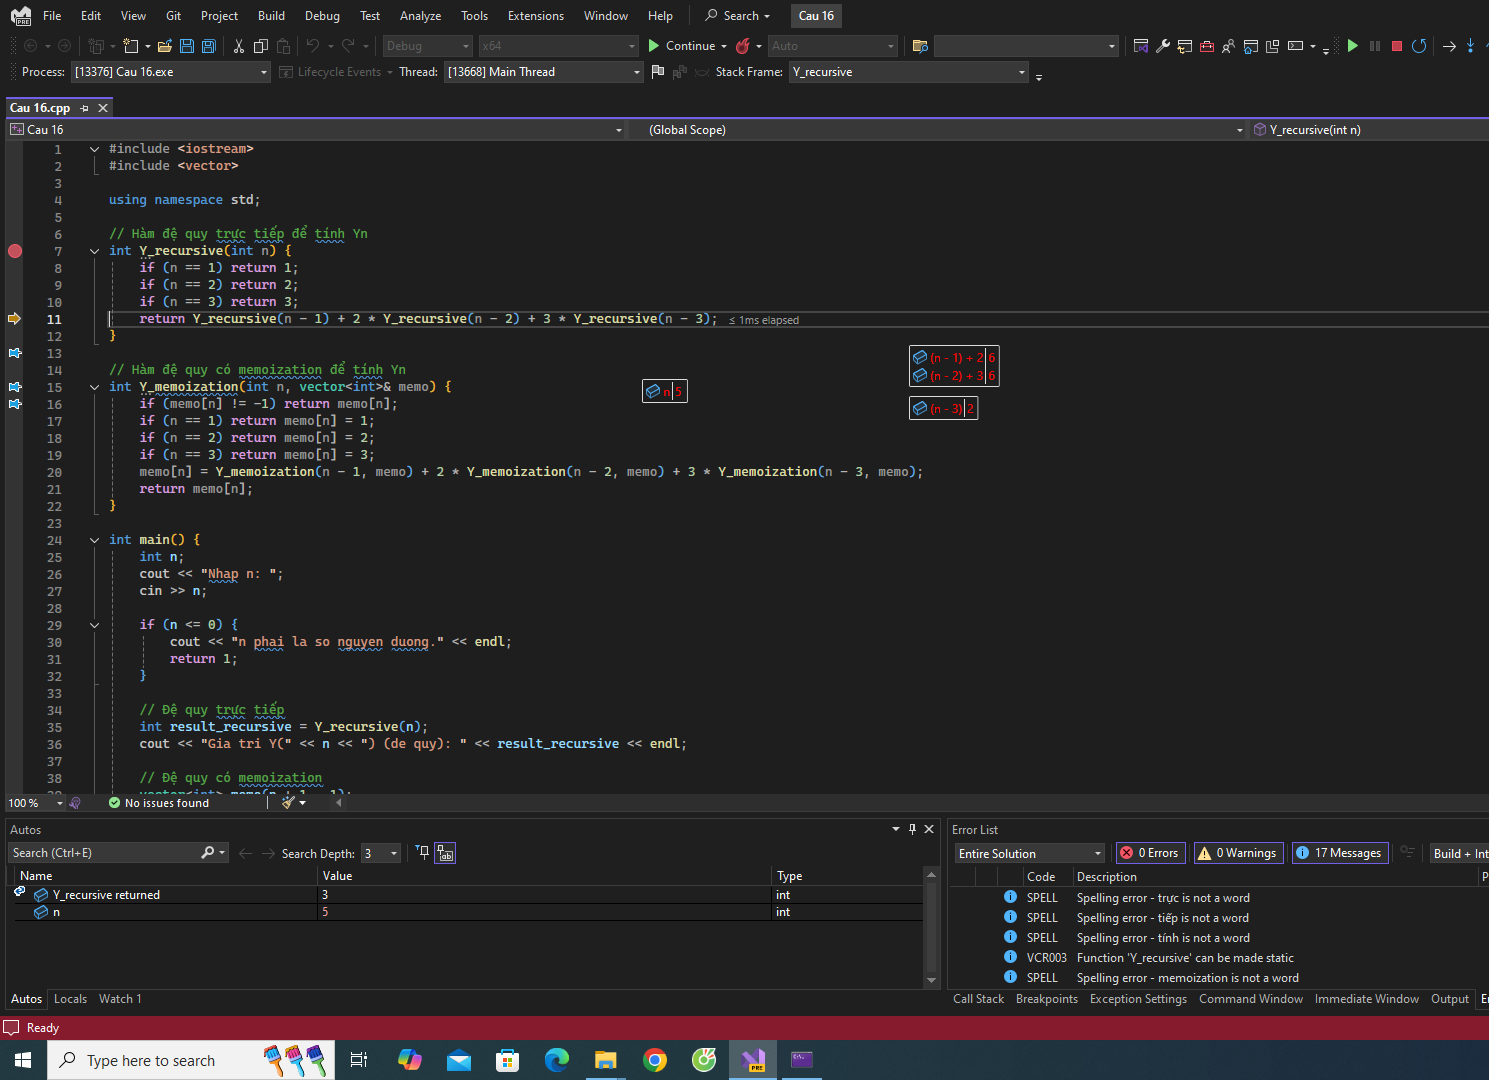 File Edit View Git Project Build Debug Test Analyze Tools Extensions Window Help Search Cau 16
Debug x64 Continue Auto
Process: [13376] Cau 16.exe Lifecycle Events Thread: [13668] Main Thread Stack Frame: Y_recursive
Cau 16.cpp
Cau 16 (Global Scope) Y_recursive(int n)
1 #include <iostream>
2 #include <vector>
3
4 using namespace std;
5
6 // Hàm đệ quy trực tiếp để tính Yn
7 int Y_recursive(int n) {
8 if (n == 1) return 1;
9 if (n == 2) return 2;
10 if (n == 3) return 3;
11 return Y_recursive(n - 1) + 2 * Y_recursive(n - 2) + 3 * Y_recursive(n - 3); ≤ 1ms elapsed
12 }
13
(n - 1) + 2 6
14 // Hàm đệ quy có memoization để tính Yn
(n - 2) + 3 6
15 int Y_memoization(int n, vector<int>& memo) {
n 5
16 if (memo[n] != -1) return memo[n];
(n - 3) 2
17 if (n == 1) return memo[n] = 1;
18 if (n == 2) return memo[n] = 2;
19 if (n == 3) return memo[n] = 3;
20 memo[n] = Y_memoization(n - 1, memo) + 2 * Y_memoization(n - 2, memo) + 3 * Y_memoization(n - 3, memo);
21 return memo[n];
22 }
23
24 int main() {
25 int n;
26 cout << "Nhap n: ";
27 cin >> n;
28
29 if (n <= 0) {
30 cout << "n phai la so nguyen duong." << endl;
31 return 1;
32 }
33
34 // Đệ quy trực tiếp
35 int result_recursive = Y_recursive(n);
36 cout << "Gia tri Y(" << n << ") (de quy): " << result_recursive << endl;
37
38 // Đệ quy có memoization
100 % No issues found
Autos
Search (Ctrl+E) Search Depth: 3
Name Value Type
Y_recursive returned 3 int
n 5 int
Autos Locals Watch 1
Error List
Entire Solution 0 Errors 0 Warnings 17 Messages Build + Int
Code Description P
SPELL Spelling error - trực is not a word
SPELL Spelling error - tiếp is not a word
SPELL Spelling error - tính is not a word
VCR003 Function 'Y_recursive' can be made static
SPELL Spelling error - memoization is not a word
Call Stack Breakpoints Exception Settings Command Window Immediate Window Output
Ready
Type here to search
PRE